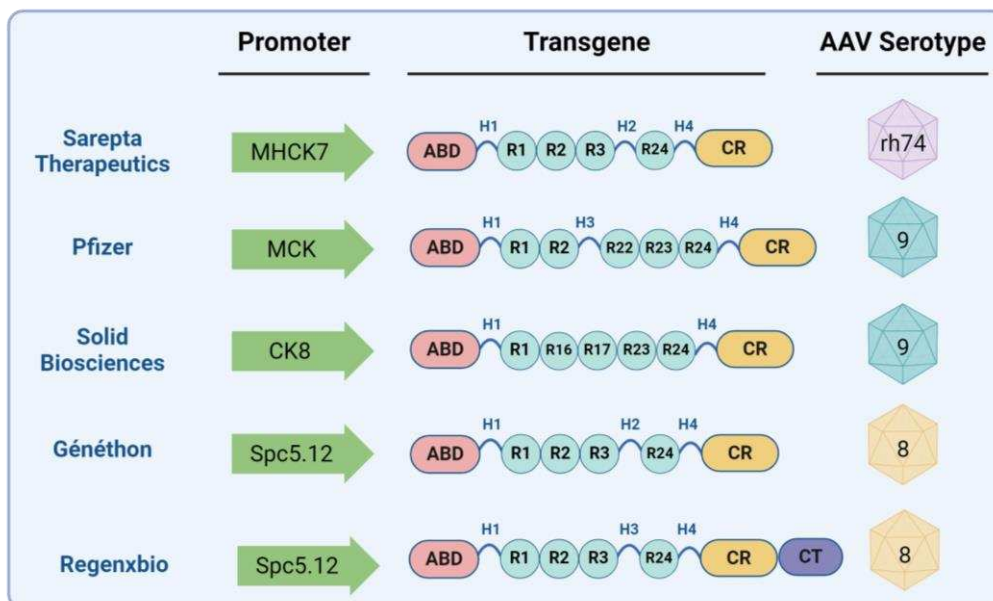 Promoter Transgene AAV Serotype
Sarepta
Therapeutics
MHCK7
H1 H2 H4
ABD R1 R2 R3 R24 CR
rh74
Pfizer
MCK
H1 H3 H4
ABD R1 R2 R22 R23 R24 CR
9
Solid
Biosciences
CK8
H1 H4
ABD R1 R16 R17 R23 R24 CR
9
Généthon
Spc5.12
H1 H2 H4
ABD R1 R2 R3 R24 CR
8
Regenxbio
Spc5.12
H1 H3 H4
ABD R1 R2 R3 R24 CR CT
8